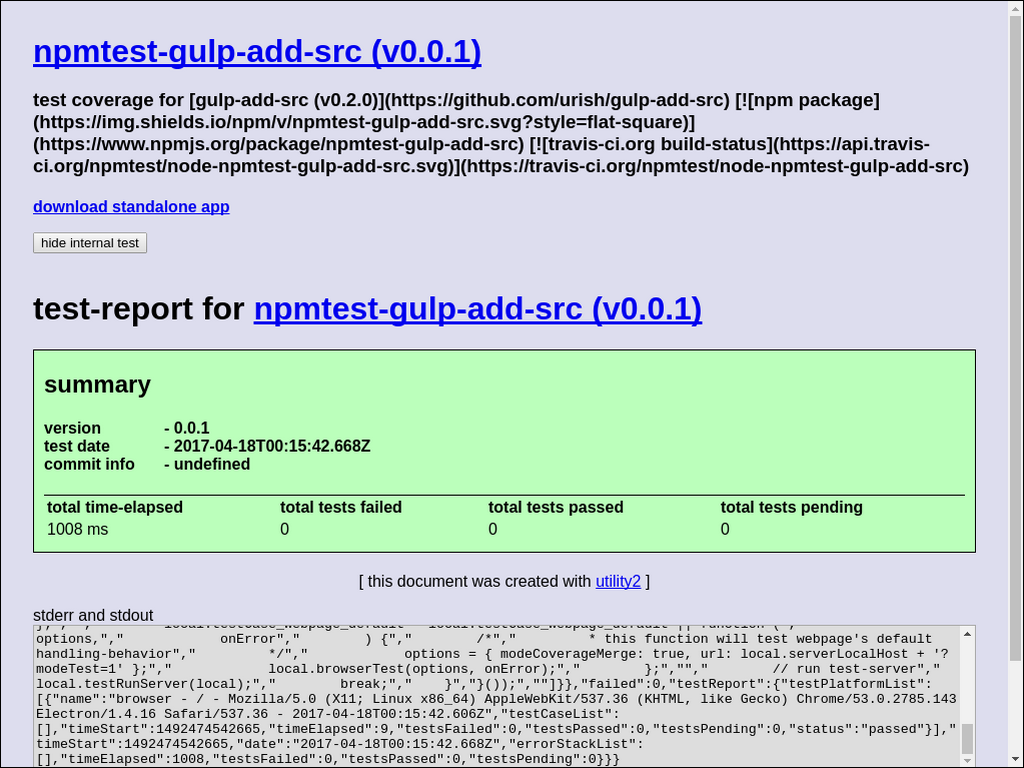 npmtest-gulp-add-src (v0.0.1)
test coverage for [gulp-add-src (v0.2.0)](https://github.com/urish/gulp-add-src) [![npm package]
(https://img.shields.io/npm/v/npmtest-gulp-add-src.svg?style=flat-square)]
(https://www.npmjs.org/package/npmtest-gulp-add-src) [![travis-ci.org build-status](https://api.travis-
ci.org/npmtest/node-npmtest-gulp-add-src.svg)](https://travis-ci.org/npmtest/node-npmtest-gulp-add-src)
download standalone app
hide internal test
test-report for npmtest-gulp-add-src (v0.0.1)
summary
version - 0.0.1
test date - 2017-04-18T00:15:42.668Z
commit info - undefined
total time-elapsed total tests failed total tests passed total tests pending
1008 ms 0 0 0
[ this document was created with utility2 ]
stderr and stdout
options,"," onError"," ) {"," /*"," * this function will test webpage's default
handling-behavior"," */"," options = { modeCoverageMerge: true, url: local.serverLocalHost + '?
modeTest=1' };"," local.browserTest(options, onError);"," };",""," // run test-server","
local.testRunServer(local);"," break;"," }","}());",""]}},"failed":0,"testReport":{"testPlatformList":
[{"name":"browser - / - Mozilla/5.0 (X11; Linux x86_64) AppleWebKit/537.36 (KHTML, like Gecko) Chrome/53.0.2785.143
Electron/1.4.16 Safari/537.36 - 2017-04-18T00:15:42.606Z","testCaseList":
[],"timeStart":1492474542665,"timeElapsed":9,"testsFailed":0,"testsPassed":0,"testsPending":0,"status":"passed"}],"
timeStart":1492474542665,"date":"2017-04-18T00:15:42.668Z","errorStackList":
[],"timeElapsed":1008,"testsFailed":0,"testsPassed":0,"testsPending":0}}}